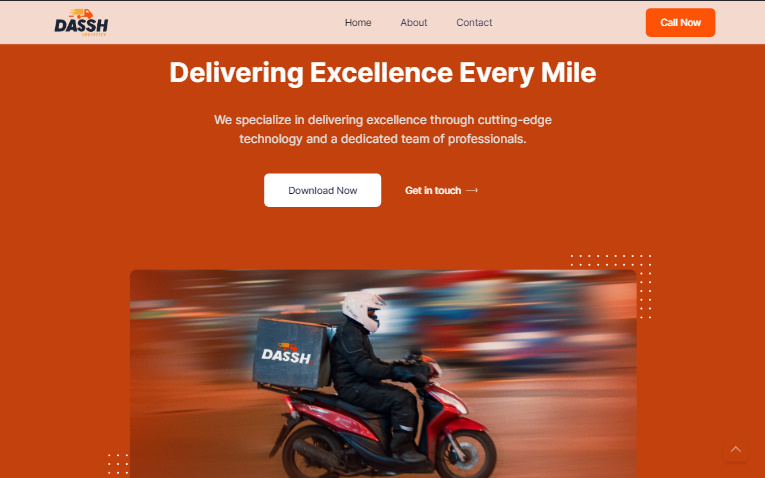 DASSH
LOGISTICS
Home About Contact
Call Now
Delivering Excellence Every Mile
We specialize in delivering excellence through cutting-edge
technology and a dedicated team of professionals.
Download Now
Get in touch →
DASSH